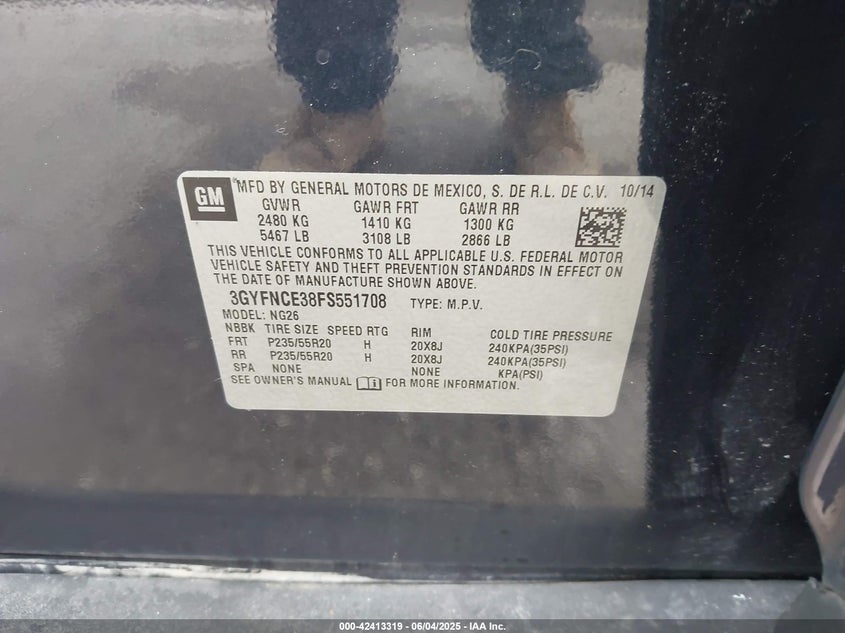 GM
® MFD BY GENERAL MOTORS DE MEXICO, S. DE R.L. DE C.V. 10/14
GVWR GAWR FRT GAWR RR
2480 KG 1410 KG 1300 KG
5467 LB 3108 LB 2866 LB
THIS VEHICLE CONFORMS TO ALL APPLICABLE U.S. FEDERAL MOTOR
VEHICLE SAFETY AND THEFT PREVENTION STANDARDS IN EFFECT ON
THE DATE OF MANUFACTURE SHOWN ABOVE.
3GYFNCE38FS551708 TYPE: M.P.V.
MODEL: NG26
NBBK TIRE SIZE SPEED RTG RIM COLD TIRE PRESSURE
FRT P235/55R20 H 20X8J 240KPA(35PSI)
RR P235/55R20 H 20X8J 240KPA(35PSI)
SPA NONE NONE KPA(PSI)
SEE OWNER'S MANUAL FOR MORE INFORMATION.
000-42413319 | 06/04/2025 - IAA Inc.